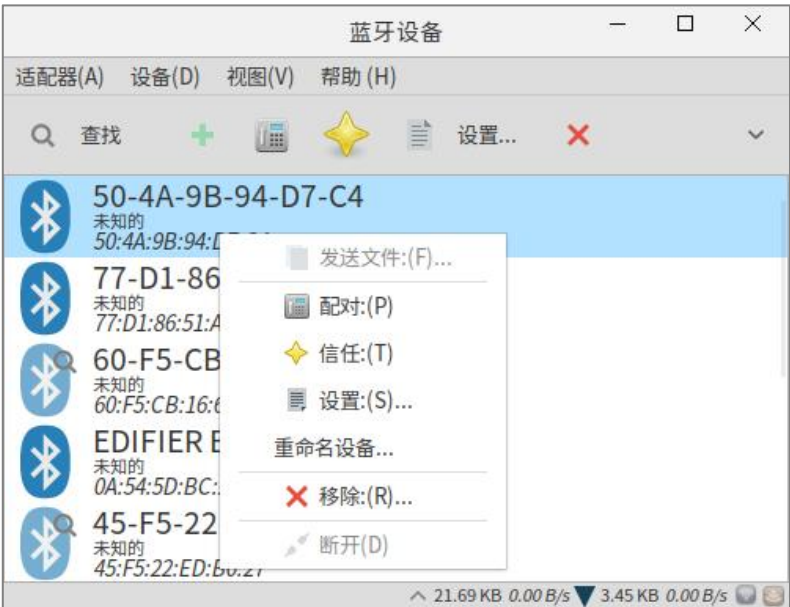 蓝牙设备
适配器(A) 设备(D) 视图(V) 帮助 (H)
查找 设置...
50-4A-9B-94-D7-C4
未知的
50:4A:9B:94:
发送文件:(F)...
77-D1-86
未知的
77:D1:86:51:A
配对:(P)
60-F5-CB
未知的
60:F5:CB:16:6
信任:(T)
设置:(S)...
EDIFIER E
未知的
0A:54:5D:BC:
重命名设备...
移除:(R)...
45-F5-22
未知的
45:F5:22:ED:
断开(D)
21.69 KB 0.00 B/s 3.45 KB 0.00 B/s